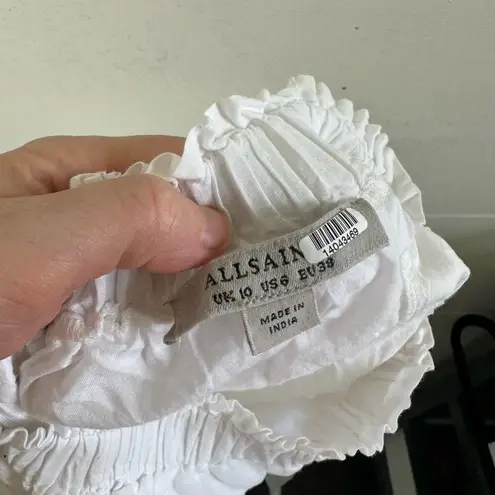 ALLSAIN
UK 10 US 6 EU 38
14043469
MADE IN
INDIA